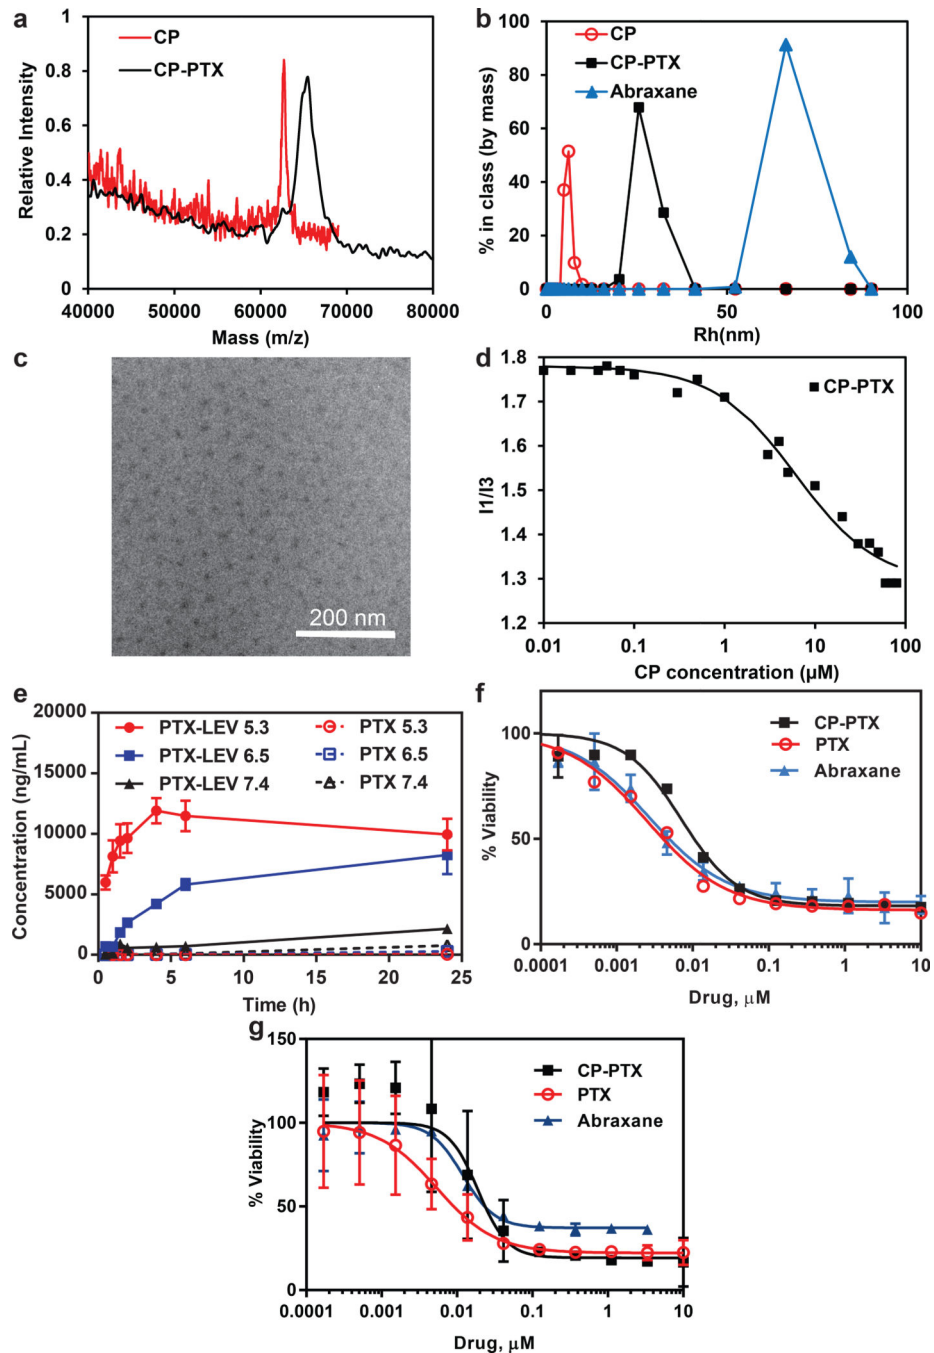 a
1
0.8
0.6
0.4
0.2
0
CP
CP-PTX
Relative Intensity
40000 50000 60000 70000 80000
Mass (m/z)
b
100
80
60
40
20
0
CP
CP-PTX
Abraxane
% in class (by mass)
0 50 100
Rh(nm)
c
200 nm
d
1.8
1.7
1.6
1.5
1.4
1.3
1.2
CP-PTX
I1/I3
0.01 0.1 1 10 100
CP concentration (µM)
e
20000
15000
10000
5000
0
PTX-LEV 5.3 PTX 5.3
PTX-LEV 6.5 PTX 6.5
PTX-LEV 7.4 PTX 7.4
Concentration (ng/mL)
0 5 10 15 20 25
Time (h)
f
100
50
0
CP-PTX
PTX
Abraxane
% Viability
0.0001 0.001 0.01 0.1 1 10
Drug, µM
g
150
100
50
0
CP-PTX
PTX
Abraxane
% Viability
0.0001 0.001 0.01 0.1 1 10
Drug, µM